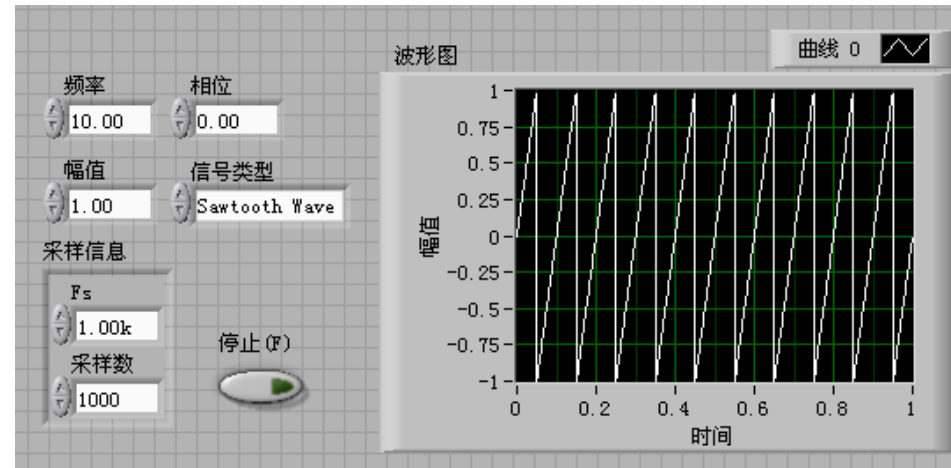 频率
10.00
相位
0.00
幅值
1.00
信号类型
Sawtooth Wave
采样信息
Fs
1.00k
采样数
1000
停止(F)
波形图
曲线 0
幅值
1
0.75
0.5
0.25
0
-0.25
-0.5
-0.75
-1
0
0.2
0.4
0.6
0.8
1
时间